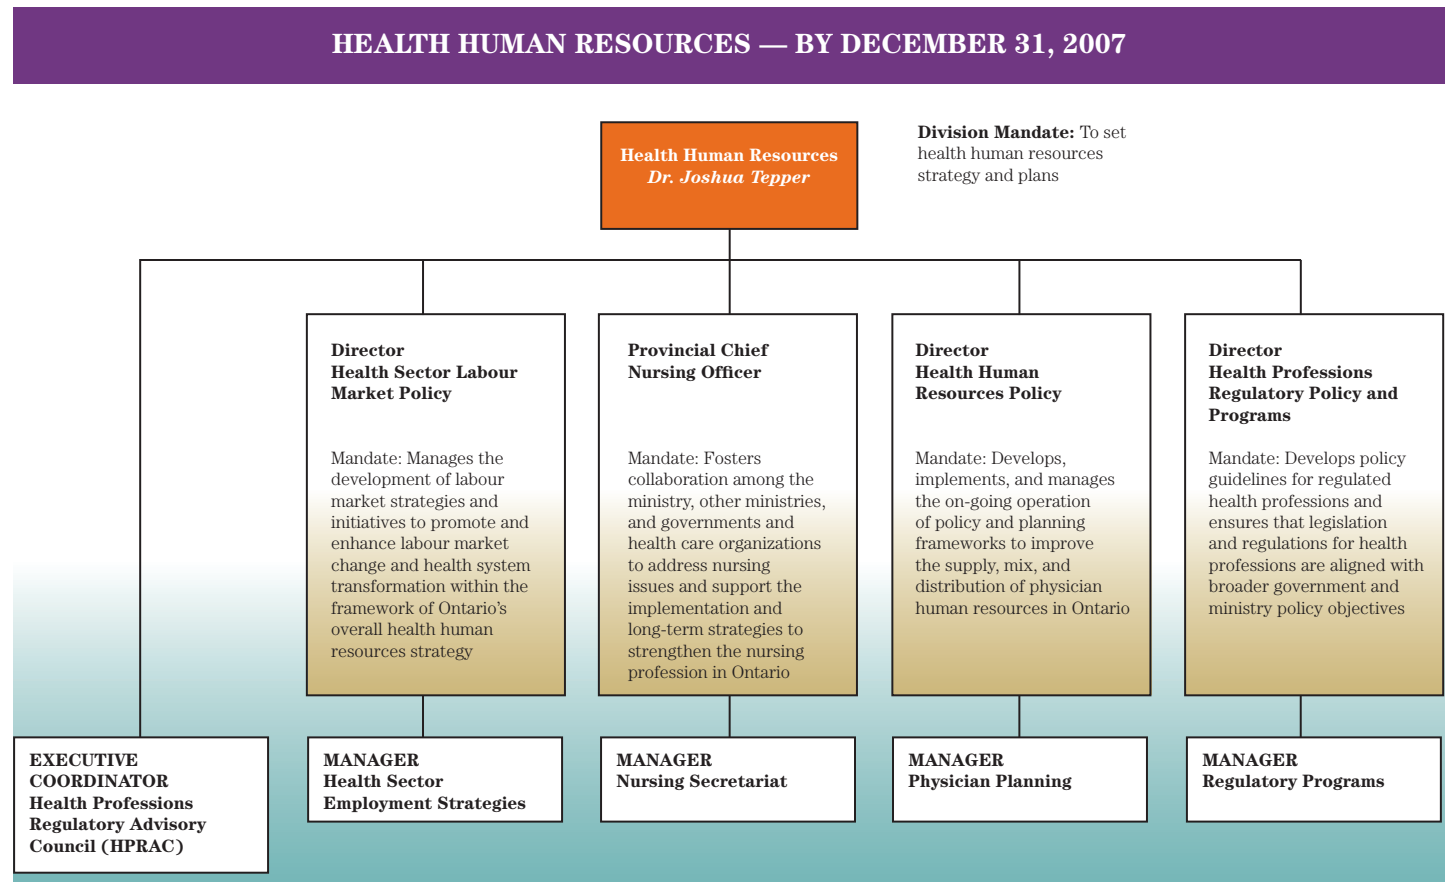 HEALTH HUMAN RESOURCES — BY DECEMBER 31, 2007
Health Human Resources
Dr. Joshua Tepper
Division Mandate: To set
health human resources
strategy and plans
Director
Health Sector Labour
Market Policy
Mandate: Manages the
development of labour
market strategies and
initiatives to promote and
enhance labour market
change and health system
transformation within the
framework of Ontario’s
overall health human
resources strategy
Provincial Chief
Nursing Officer
Mandate: Fosters
collaboration among the
ministry, other ministries,
and governments and
health care organizations
to address nursing
issues and support the
implementation and
long-term strategies to
strengthen the nursing
profession in Ontario
Director
Health Human
Resources Policy
Mandate: Develops,
implements, and manages
the on-going operation
of policy and planning
frameworks to improve
the supply, mix, and
distribution of physician
human resources in Ontario
Director
Health Professions
Regulatory Policy and
Programs
Mandate: Develops policy
guidelines for regulated
health professions and
ensures that legislation
and regulations for health
professions are aligned with
broader government and
ministry policy objectives
EXECUTIVE
COORDINATOR
Health Professions
Regulatory Advisory
Council (HPRAC)
MANAGER
Health Sector
Employment Strategies
MANAGER
Nursing Secretariat
MANAGER
Physician Planning
MANAGER
Regulatory Programs